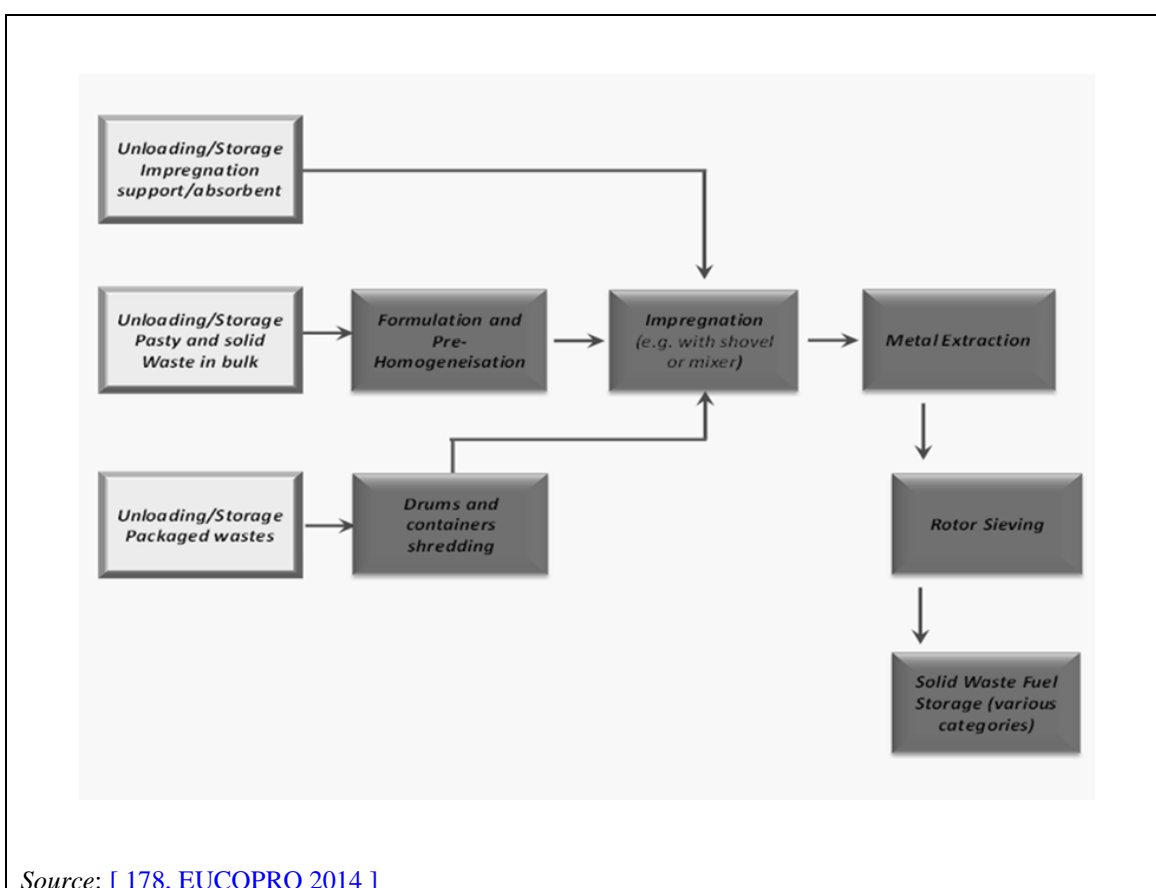 Unloading/Storage
Impregnation
support/absorbent
Unloading/Storage
Pasty and solid
Waste in bulk
Formulation and
Pre-
Homogeneisation
Impregnation
(e.g. with shovel
or mixer)
Metal Extraction
Unloading/Storage
Packaged wastes
Drums and
containers
shredding
Rotor Sieving
Solid Waste Fuel
Storage (various
categories)
Source: [ 178, EUCOPRO 2014 ]